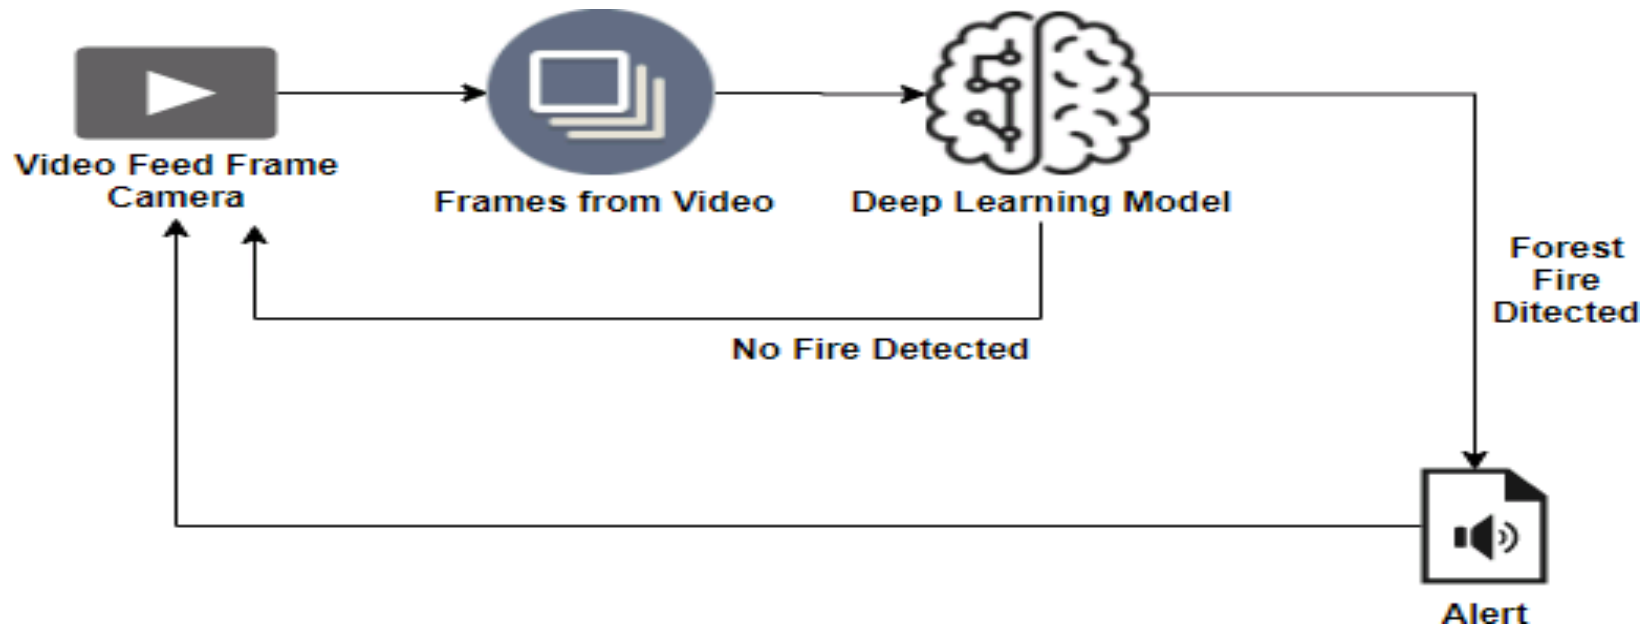 Video Feed Frame
Camera
Frames from Video
Deep Learning Model
Forest
Fire
Ditected
No Fire Detected
Alert